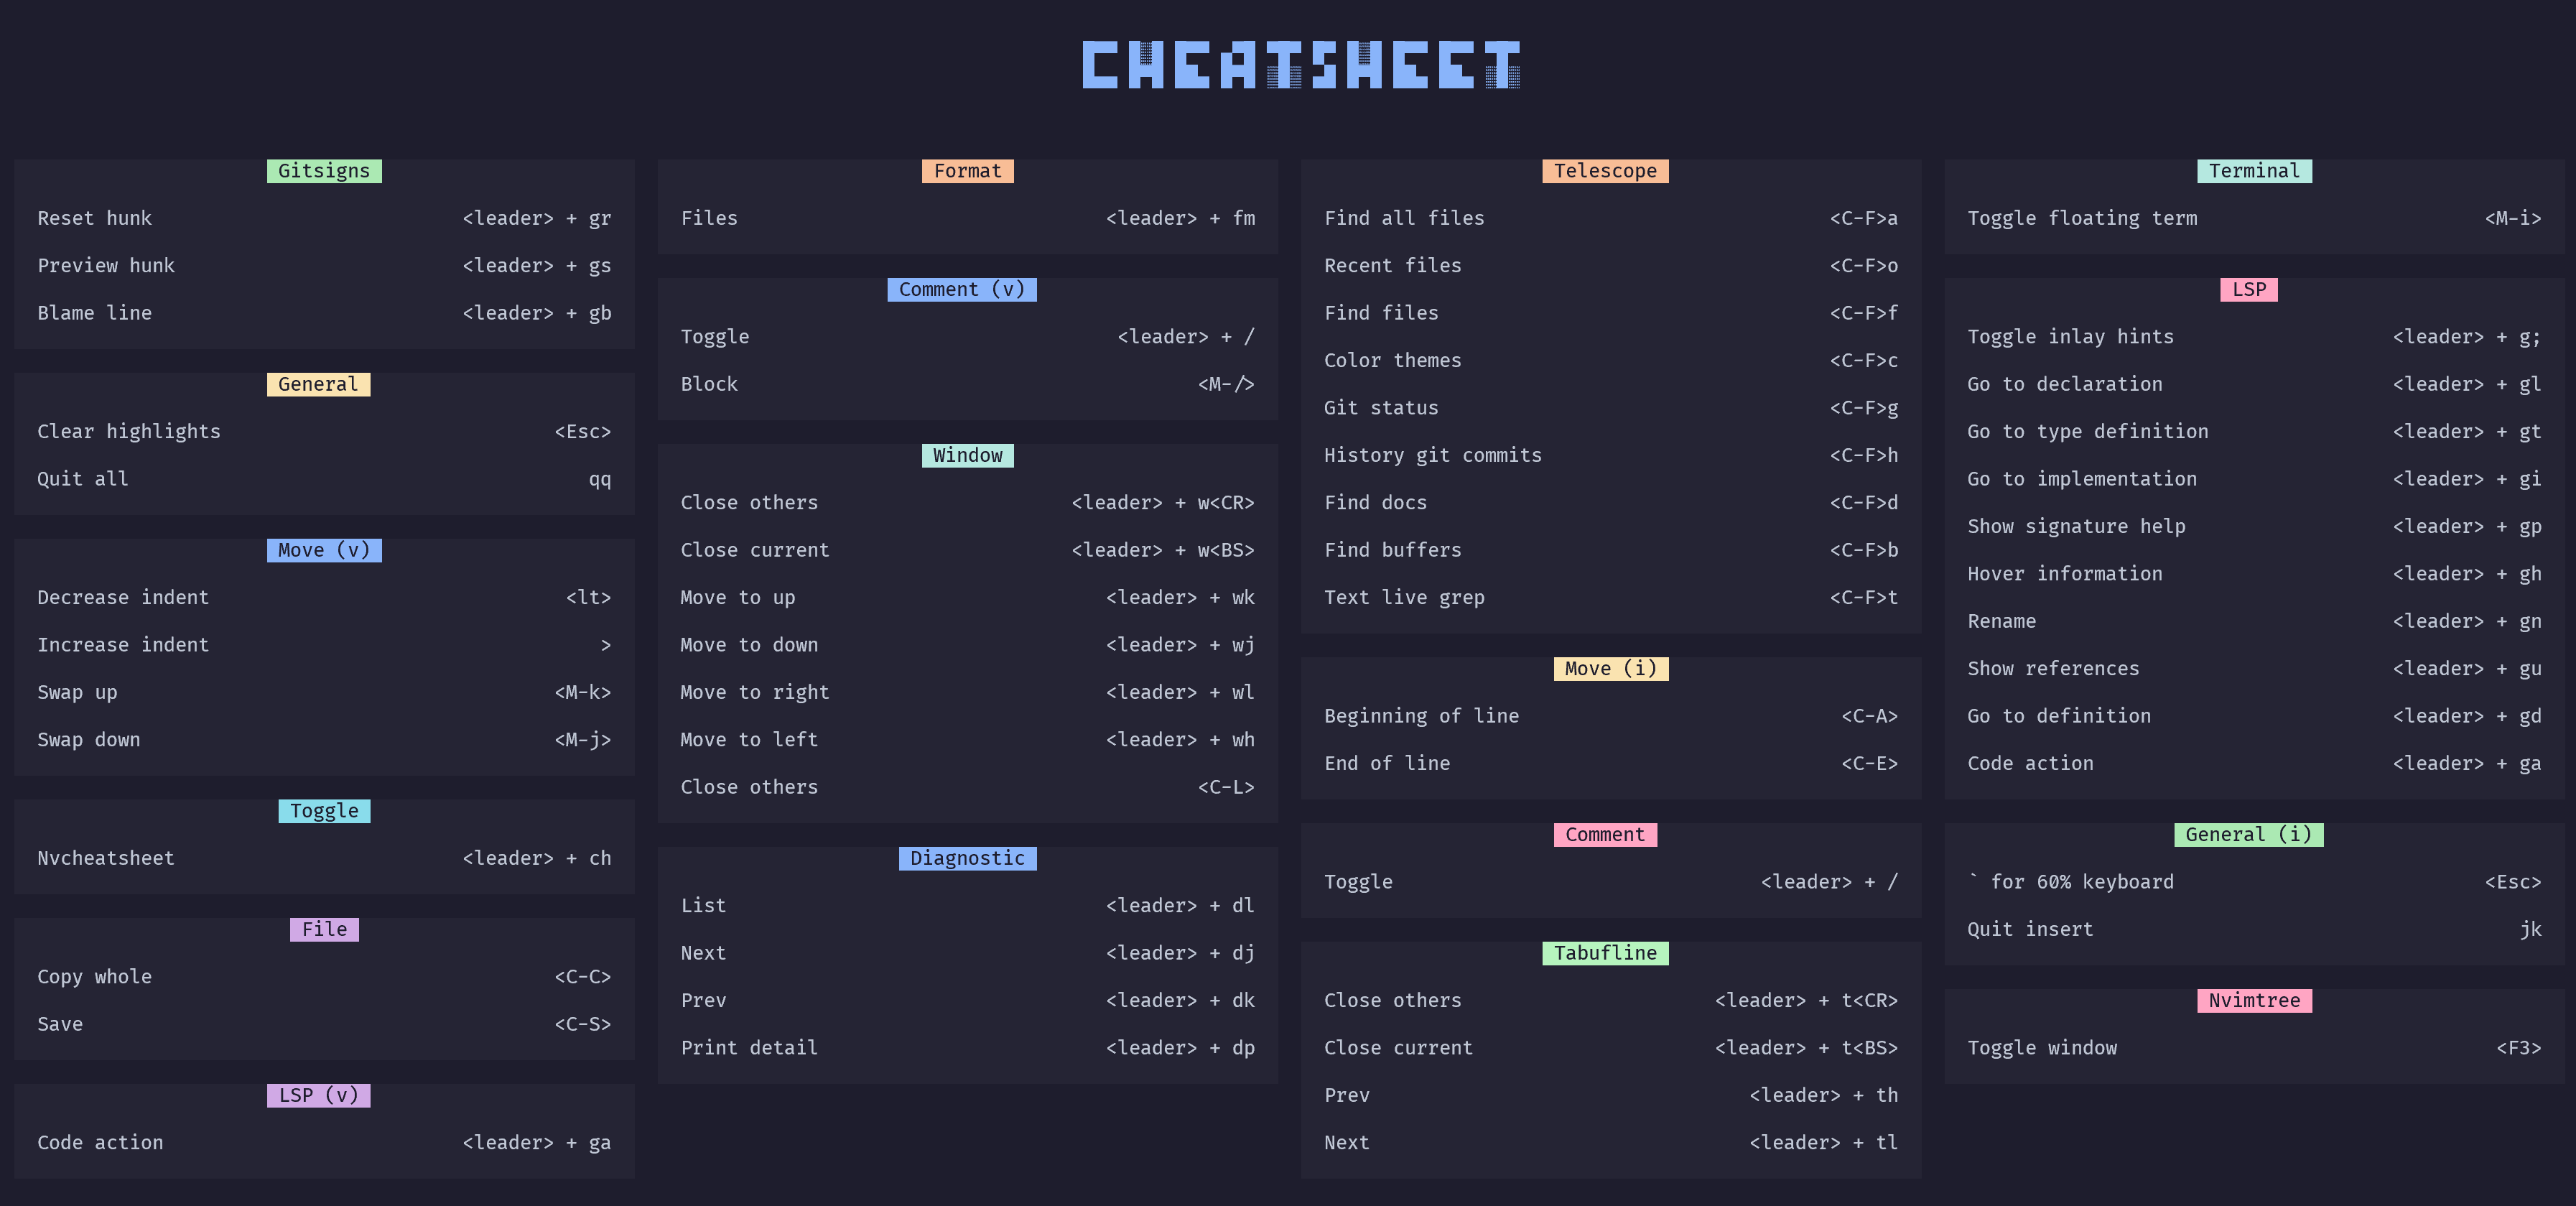 CHEATSHEET
Gitsigns
Reset hunk <leader> + gr
Preview hunk <leader> + gs
Blame line <leader> + gb
General
Clear highlights <Esc>
Quit all qq
Move (v)
Decrease indent <lt>
Increase indent >
Swap up <M-k>
Swap down <M-j>
Toggle
Nvcheatsheet <leader> + ch
File
Copy whole <C-C>
Save <C-S>
LSP (v)
Code action <leader> + ga
Format
Files <leader> + fm
Comment (v)
Toggle <leader> + /
Block <M-/>
Window
Close others <leader> + w<CR>
Close current <leader> + w<BS>
Move to up <leader> + wk
Move to down <leader> + wj
Move to right <leader> + wl
Move to left <leader> + wh
Close others <C-L>
Diagnostic
List <leader> + dl
Next <leader> + dj
Prev <leader> + dk
Print detail <leader> + dp
Telescope
Find all files <C-F>a
Recent files <C-F>o
Find files <C-F>f
Color themes <C-F>c
Git status <C-F>g
History git commits <C-F>h
Find docs <C-F>d
Find buffers <C-F>b
Text live grep <C-F>t
Move (i)
Beginning of line <C-A>
End of line <C-E>
Comment
Toggle <leader> + /
Tabufline
Close others <leader> + t<CR>
Close current <leader> + t<BS>
Prev <leader> + th
Next <leader> + tl
Terminal
Toggle floating term <M-i>
LSP
Toggle inlay hints <leader> + g;
Go to declaration <leader> + gl
Go to type definition <leader> + gt
Go to implementation <leader> + gi
Show signature help <leader> + gp
Hover information <leader> + gh
Rename <leader> + gn
Show references <leader> + gu
Go to definition <leader> + gd
Code action <leader> + ga
General (i)
` for 60% keyboard <Esc>
Quit insert jk
Nvimtree
Toggle window <F3>